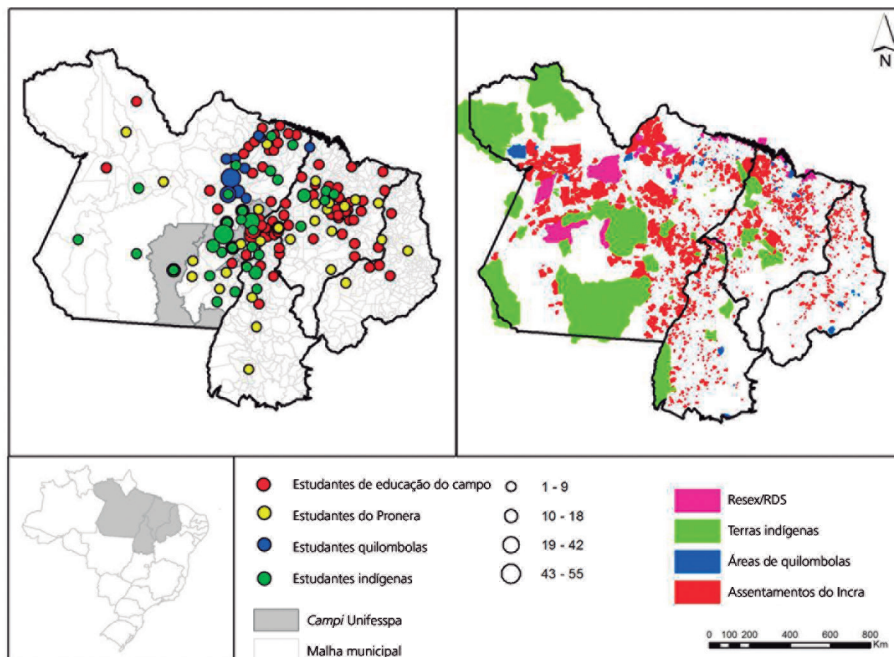 N
Estudantes de educação do campo
Estudantes do Pronera
Estudantes quilombolas
Estudantes indígenas
Campi Unifesspa
Malha municipal
1 - 9
10 - 18
19 - 42
43 - 55
Resex/RDS
Terras indígenas
Áreas de quilombolas
Assentamentos do Incra
0 100 200 400 600 800
Km